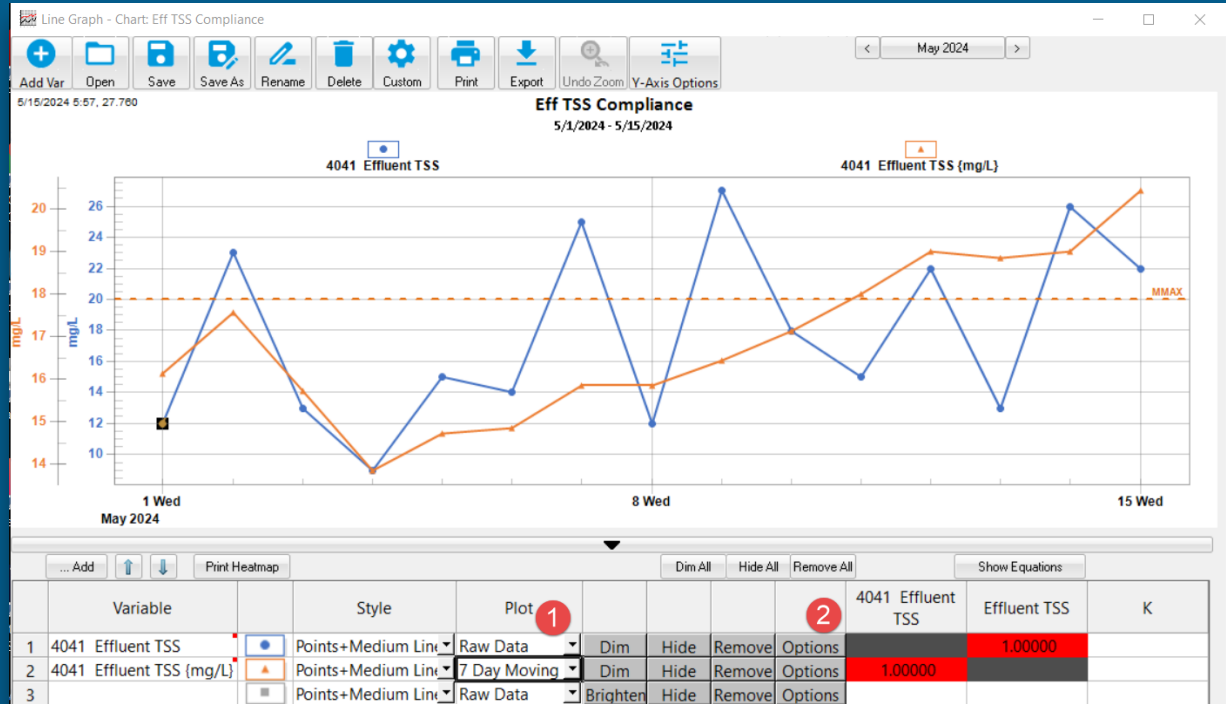 Line Graph - Chart: Eff TSS Compliance
Add Var Open Save Save As Rename Delete Custom Print Export Undo Zoom Y-Axis Options
< May 2024 >
5/15/2024 5:57, 27.760
Eff TSS Compliance
5/1/2024 - 5/15/2024
4041 Effluent TSS
4041 Effluent TSS {mg/L}
20
19
18
17
16
15
14
mg/L
26
24
22
20
18
16
14
12
10
mg/L
MMAX
1 Wed 8 Wed 15 Wed
May 2024
... Add Print Heatmap Dim All Hide All Remove All Show Equations
Variable Style Plot 1 2 4041 Effluent TSS Effluent TSS K
1 4041 Effluent TSS Points+Medium Line Raw Data Dim Hide Remove Options 1.00000
2 4041 Effluent TSS {mg/L} Points+Medium Line 7 Day Moving Dim Hide Remove Options 1.00000
3 Points+Medium Line Raw Data Brighten Hide Remove Options